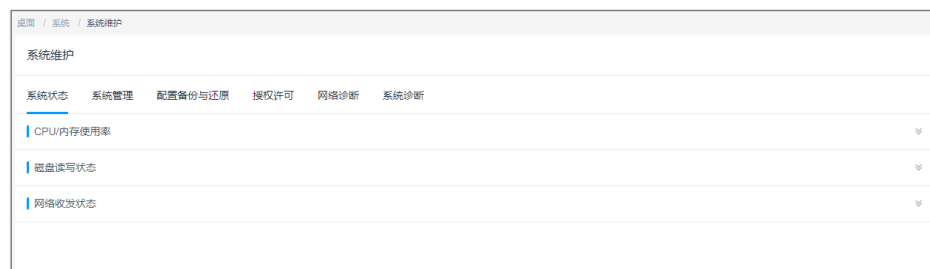 桌面 / 系统 / 系统维护
系统维护
系统状态 系统管理 配置备份与还原 授权许可 网络诊断 系统诊断
CPU/内存使用率
磁盘读写状态
网络收发状态